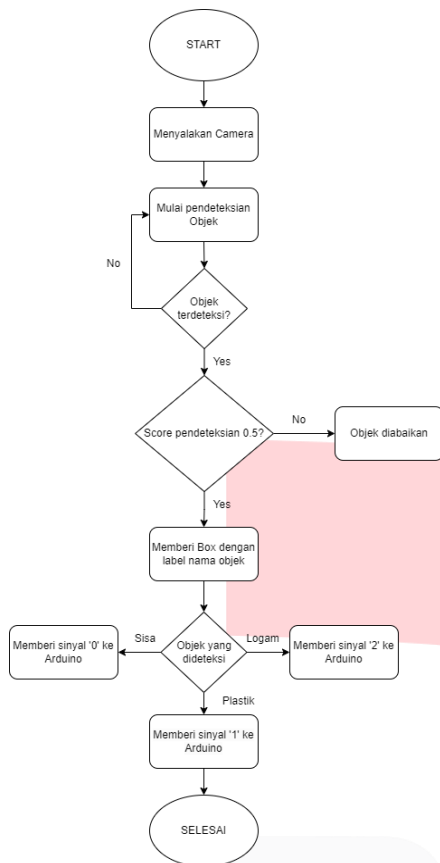 START
Menyalakan Camera
Mulai pendeteksian
Objek
No
Objek
terdeteksi?
Yes
Score pendeteksian 0.5?
No
Objek diabaikan
Yes
Memberi Box dengan
label nama objek
Sisa
Objek yang
dideteksi
Logam
Memberi sinyal '0' ke
Arduino
Memberi sinyal '2' ke
Arduino
Plastik
Memberi sinyal '1' ke
Arduino
SELESAI